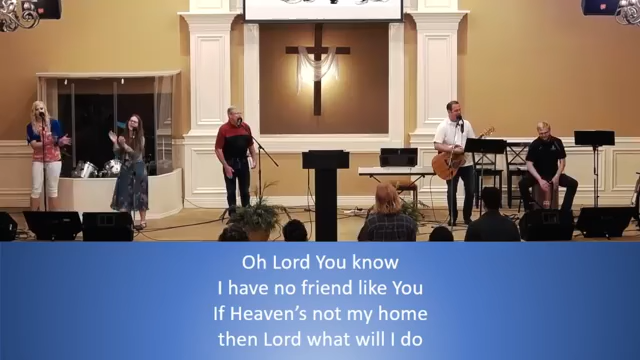 Oh Lord You know
I have no friend like You
If Heaven's not my home
then Lord what will I do